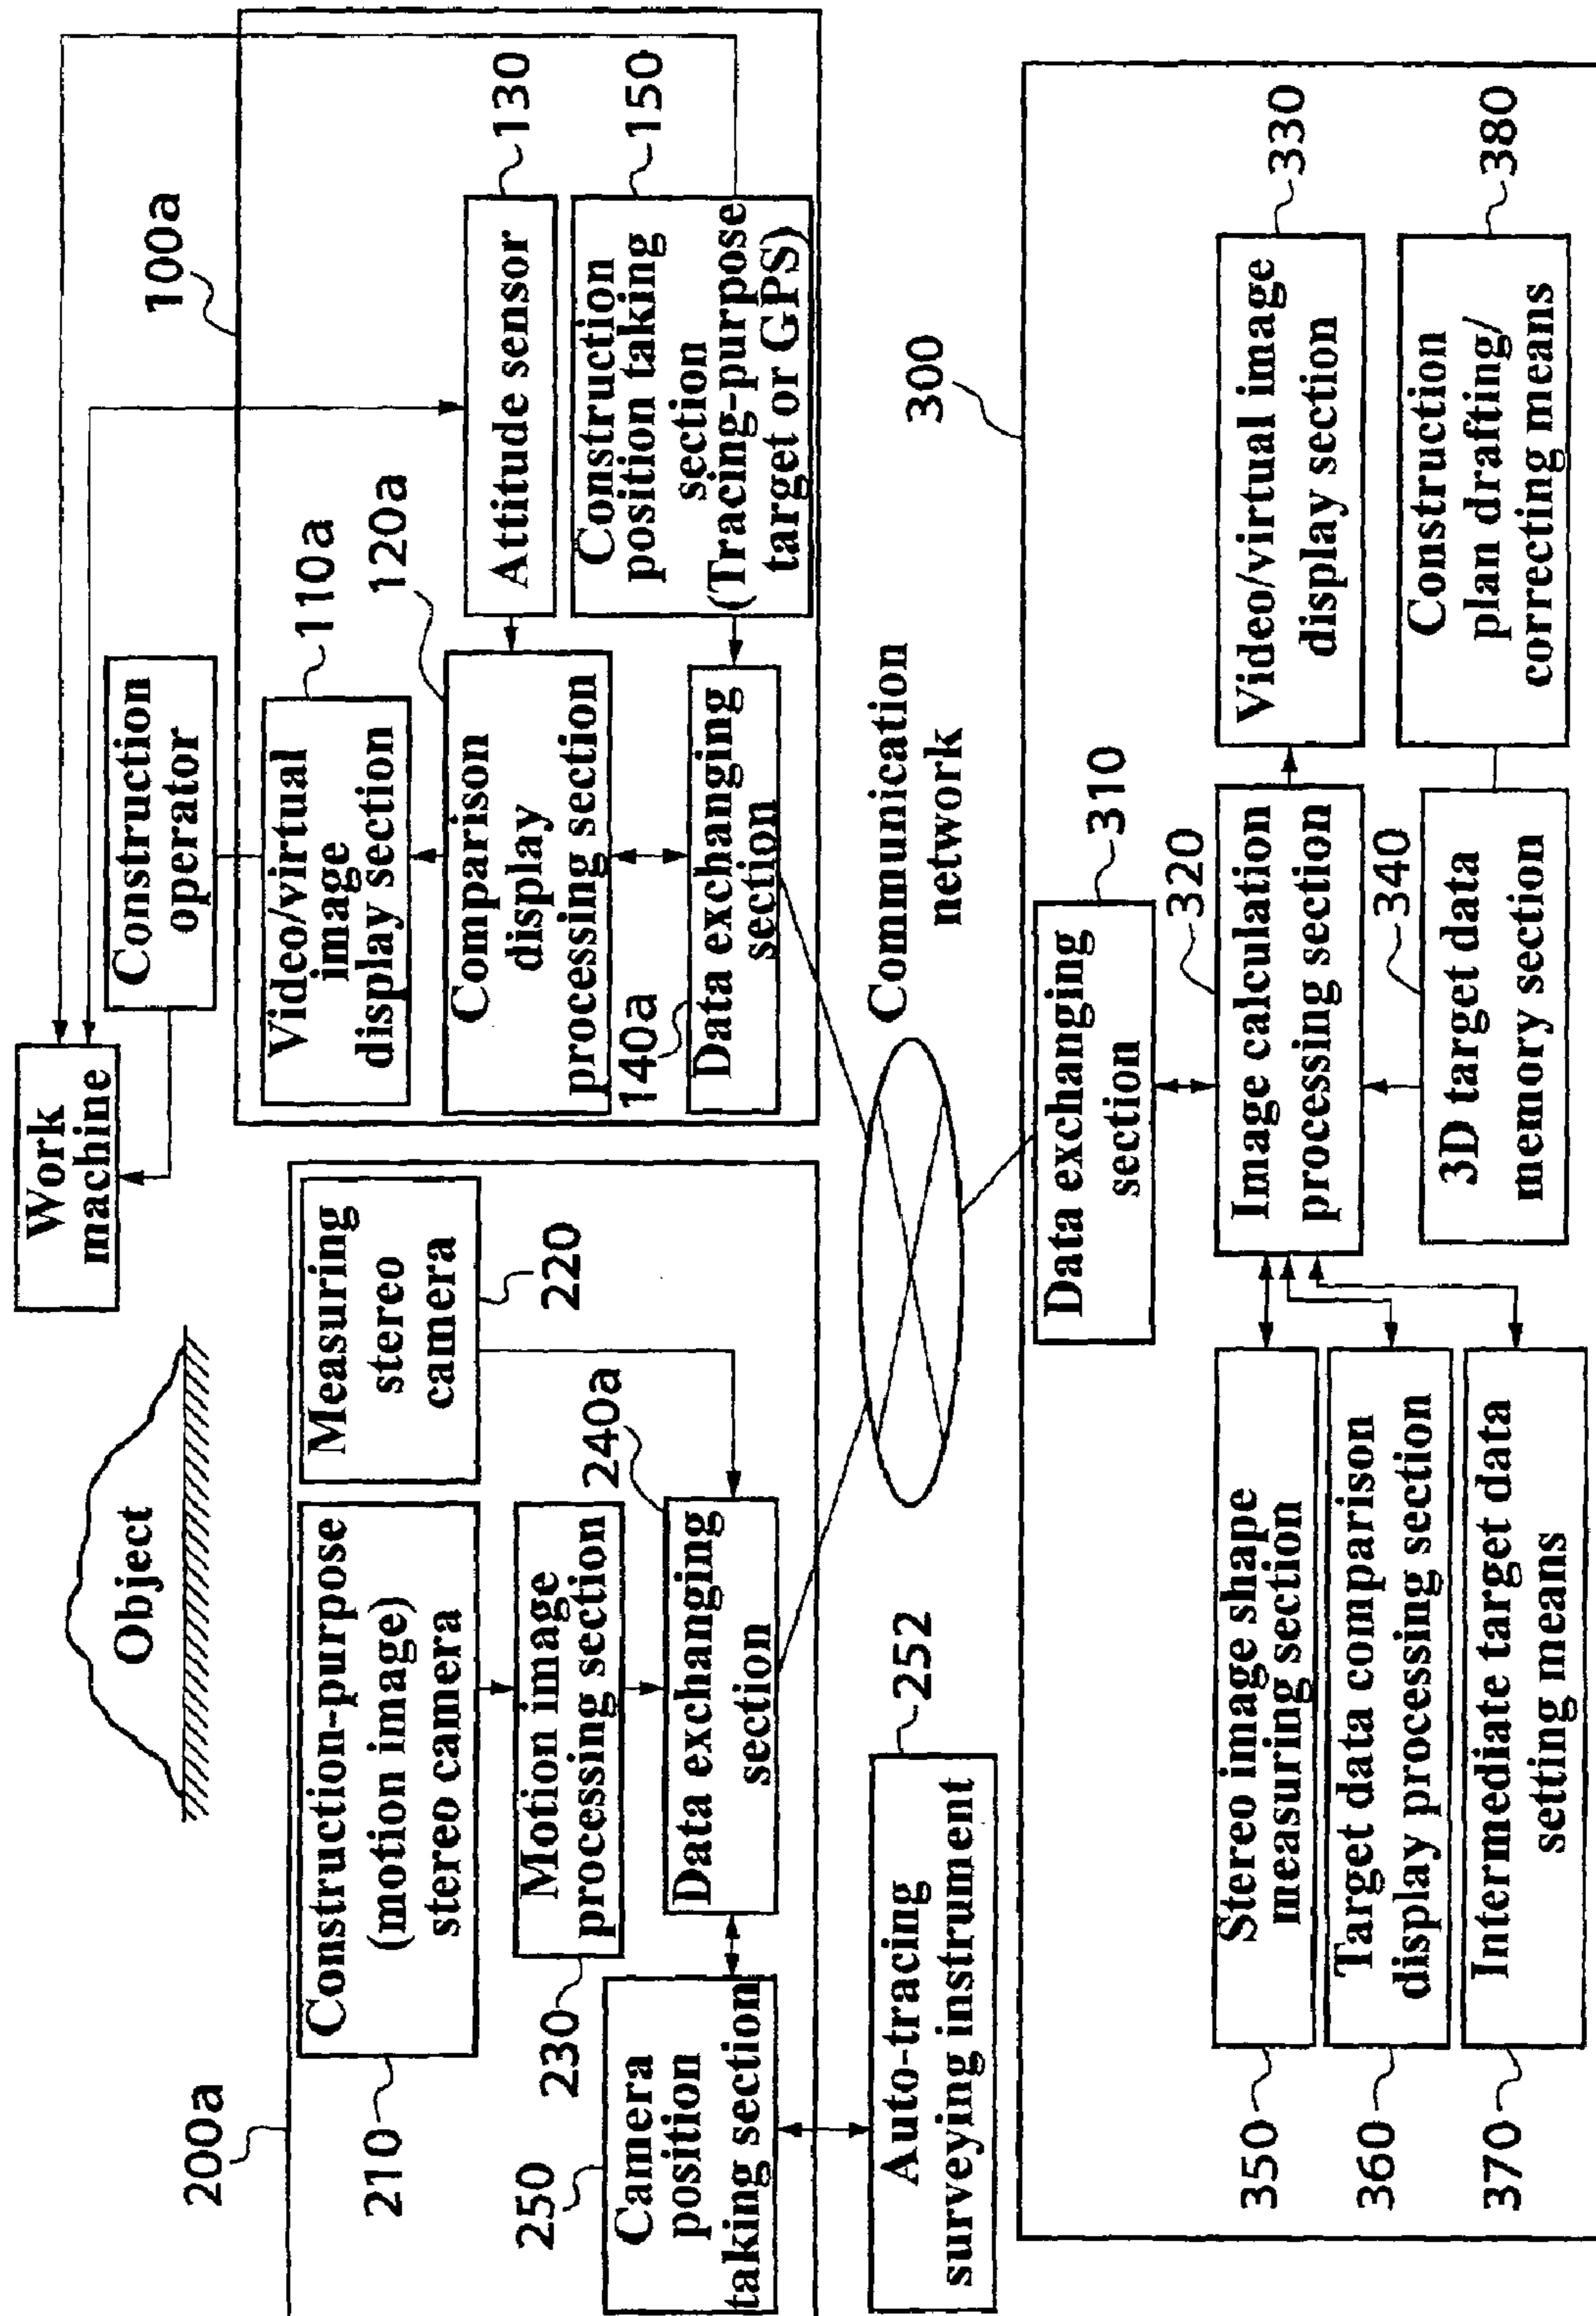 Object
Work
machine
Construction
operator
200a
Construction-purpose
(motion image)
stereo camera
210
Measuring
stereo
camera
220
Motion image
processing section
230
240a
Data exchanging
section
250
Camera
position
taking section
Auto-tracing
surveying instrument
252
100a
Video/virtual
image
display section
110a
Comparison
display
processing section
120a
Attitude sensor
130
140a
Data exchanging
section
Construction
position taking
section
(Tracing-purpose
target or GPS)
150
Communication
network
300
Data exchanging
section
310
320
Image calculation
processing section
Video/virtual image
display section
330
340
3D target data
memory section
Construction
plan drafting/
correcting means
380
350
Stereo image shape
measuring section
360
Target data comparison
display processing section
370
Intermediate target data
setting means